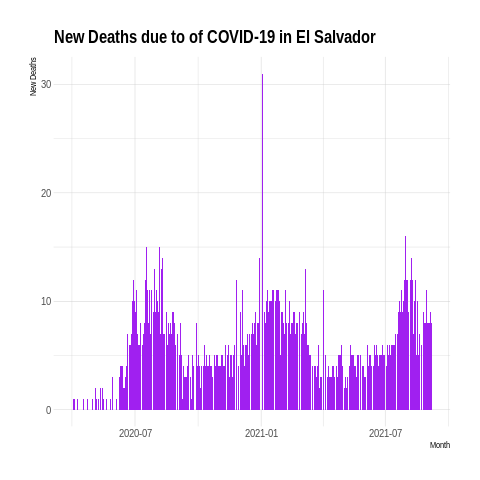 New Deaths due to of COVID-19 in El Salvador
New Deaths
30
20
10
0
2020-07
2021-01
2021-07
Month